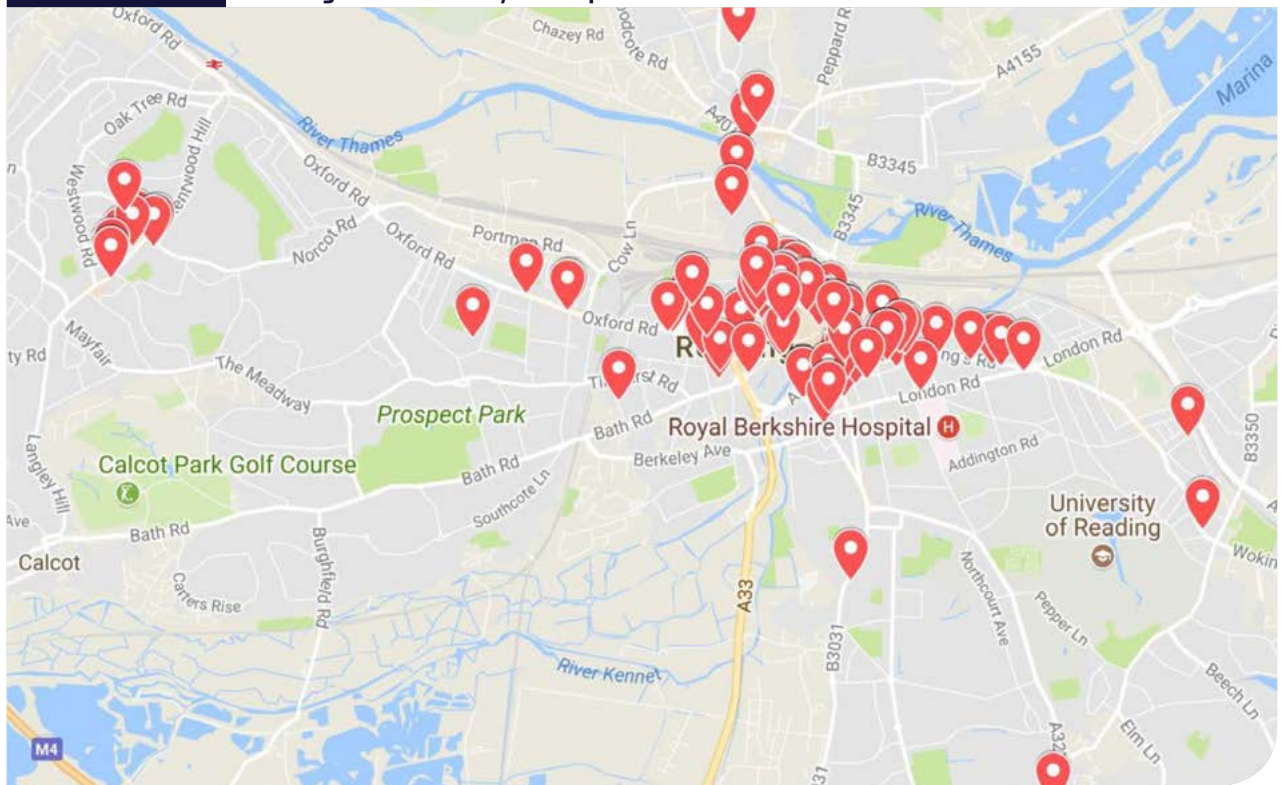 Oxford Rd
Chazey Rd
A4155
Marina
Oak Tree Rd
River Thames
Westwood Rd
B3345
Oxford Rd
Cow Ln
B3345
Norcot Rd
Oxford Rd
Portman Rd
River Thames
Oxford Rd
Mayfair
ty Rd
London Rd
The Meadway
London Rd
Prospect Park
Bath Rd
Royal Berkshire Hospital H
B3350
Langley Hill
Calcot Park Golf Course
Bath Rd
Berkeley Ave
Addington Rd
Southcote Ln
University
of Reading
Ave
Bath Rd
Calcot
Burghfield Rd
Wokin
Carters Rise
A33
Northcourt Ave
Pepper Ln
B3031
River Kennet
Beech Ln
M4
Elm Ln